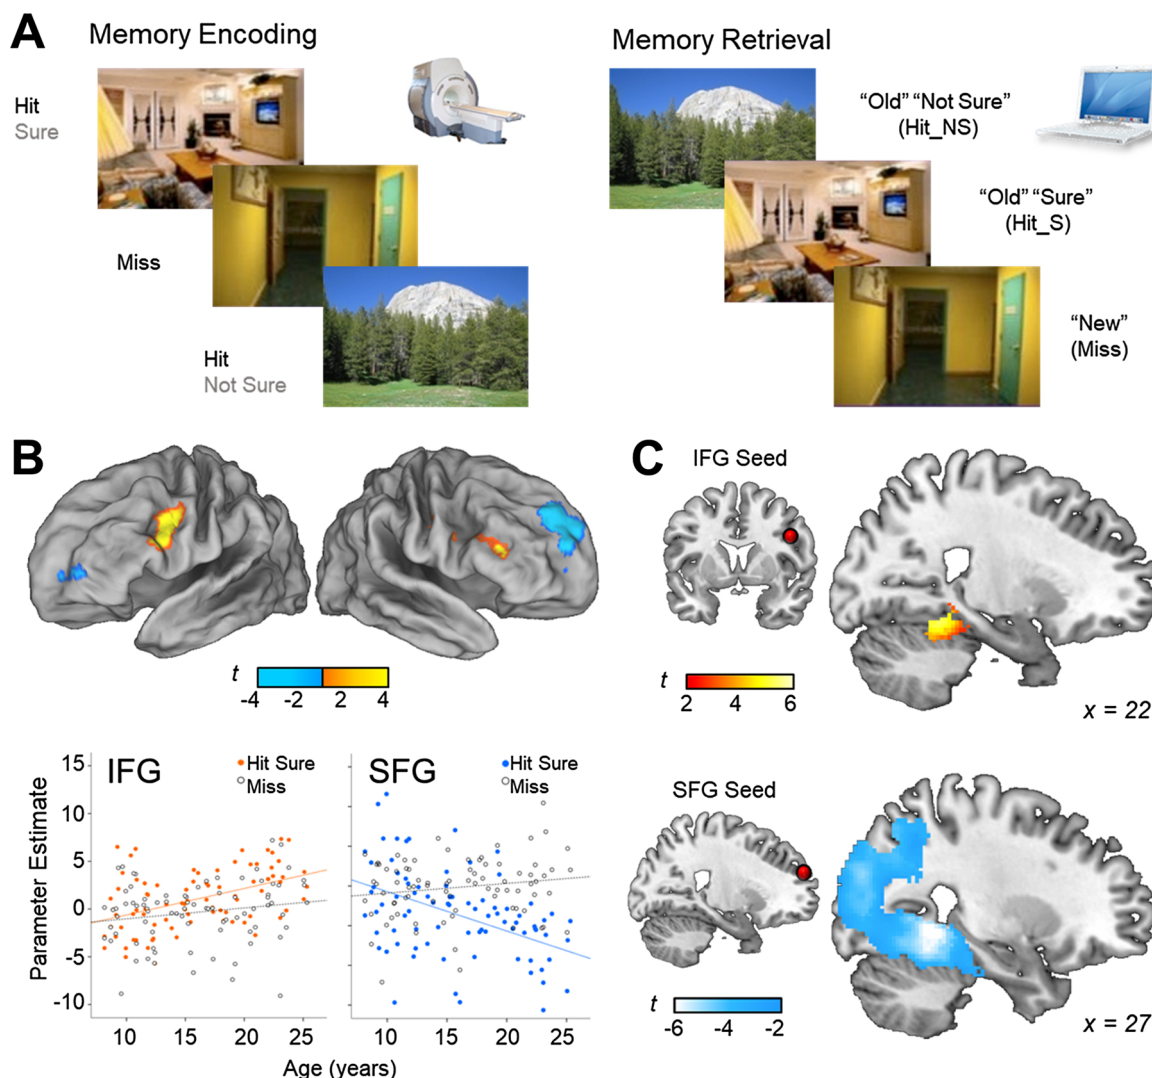 A
Memory Encoding
Memory Retrieval
Hit
Sure
Miss
Hit
Not Sure
“Old” “Not Sure”
(Hit_NS)
“Old” “Sure”
(Hit_S)
“New”
(Miss)
B
t
-4 -2 2 4
15
10
5
0
-5
-10
Parameter Estimate
IFG
Hit Sure
Miss
SFG
Hit Sure
Miss
10 15 20 25
10 15 20 25
Age (years)
C
IFG Seed
t
2 4 6
x = 22
SFG Seed
t
-6 -4 -2
x = 27